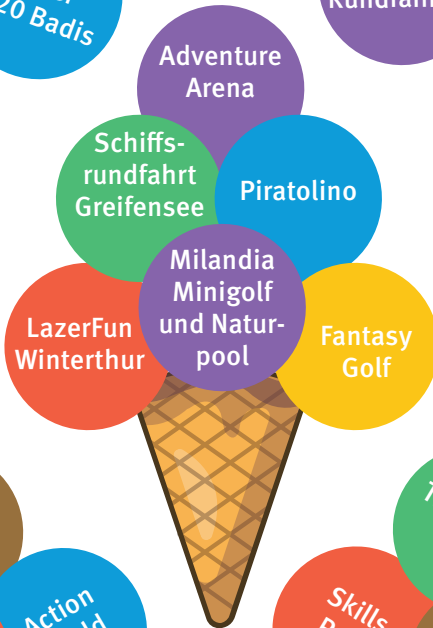 20 Badis
Adventure
Arena
Schiffs-
rundfahrt
Greifensee
Piratolino
Milandia
Minigolf
und Natur-
pool
LazerFun
Winterthur
Fantasy
Golf
Action
Skills